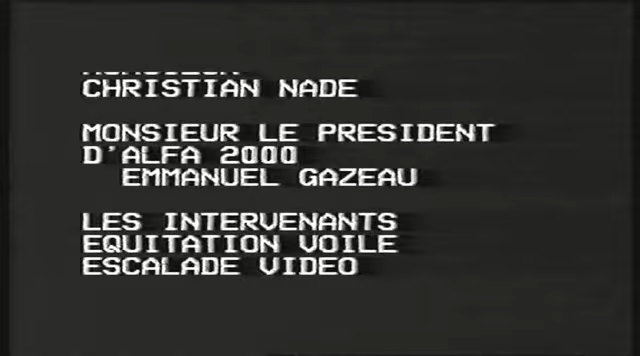 CHRISTIAN NADE
MONSIEUR LE PRESIDENT
D'ALFA 2000
EMMANUEL GAZEAU
LES INTERVENANTS
EQUITATION VOILE
ESCALADE VIDEO